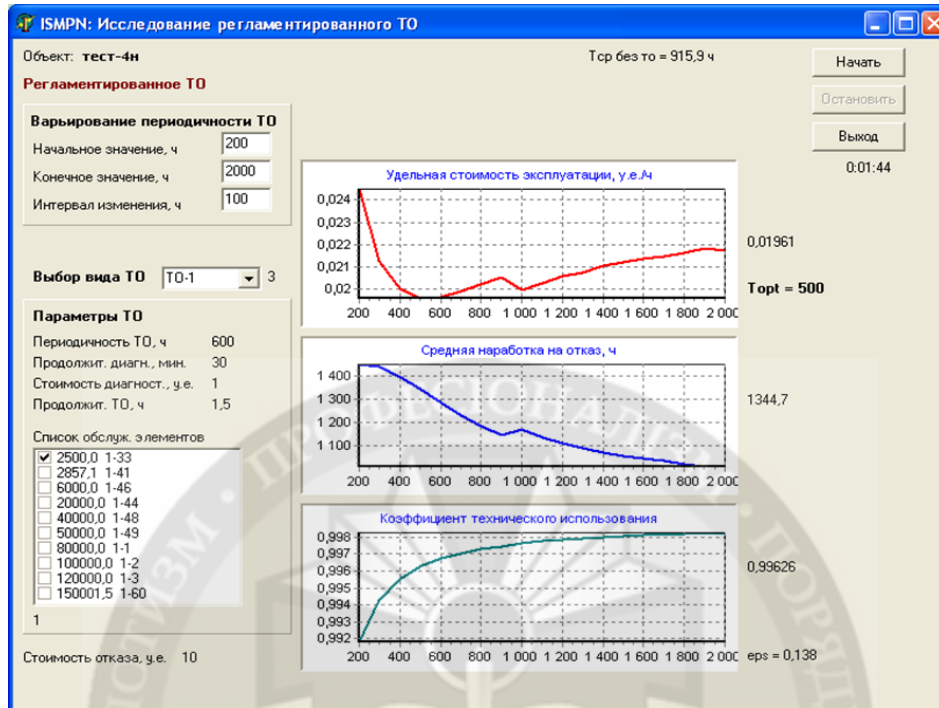 ISMPN: Исследование регламентированного ТО
Объект: тест-4н
Тср без то = 915,9 ч
Начать
Регламентированное ТО
Остановить
Варьирование периодичности ТО
Выход
Начальное значение, ч 200
Конечное значение, ч 2000
0:01:44
Интервал изменения, ч 100
Удельная стоимость эксплуатации, у.е./ч
0,024
0,023
0,022
0,021
0,02
200 400 600 800 1 000 1 200 1 400 1 600 1 800 2 000
0,01961
Topt = 500
Выбор вида ТО ТО-1 3
Параметры ТО
Периодичность ТО, ч 600
Продолжит. диагн., мин. 30
Стоимость диагност., у.е. 1
Продолжит. ТО, ч 1,5
Средняя наработка на отказ, ч
1 400
1 300
1 200
1 100
200 400 600 800 1 000 1 200 1 400 1 600 1 800 2 000
1344,7
Список обслуж. элементов
2500,0 1-33
2857,1 1-41
6000,0 1-46
20000,0 1-44
40000,0 1-48
50000,0 1-49
80000,0 1-1
100000,0 1-2
120000,0 1-3
150001,5 1-60
1
Коэффициент технического использования
0,998
0,997
0,996
0,995
0,994
0,993
0,992
200 400 600 800 1 000 1 200 1 400 1 600 1 800 2 000
0,99626
eps = 0,138
Стоимость отказа, у.е. 10
ПРОФЕСІОНАЛІЗМ • ПОРЯД